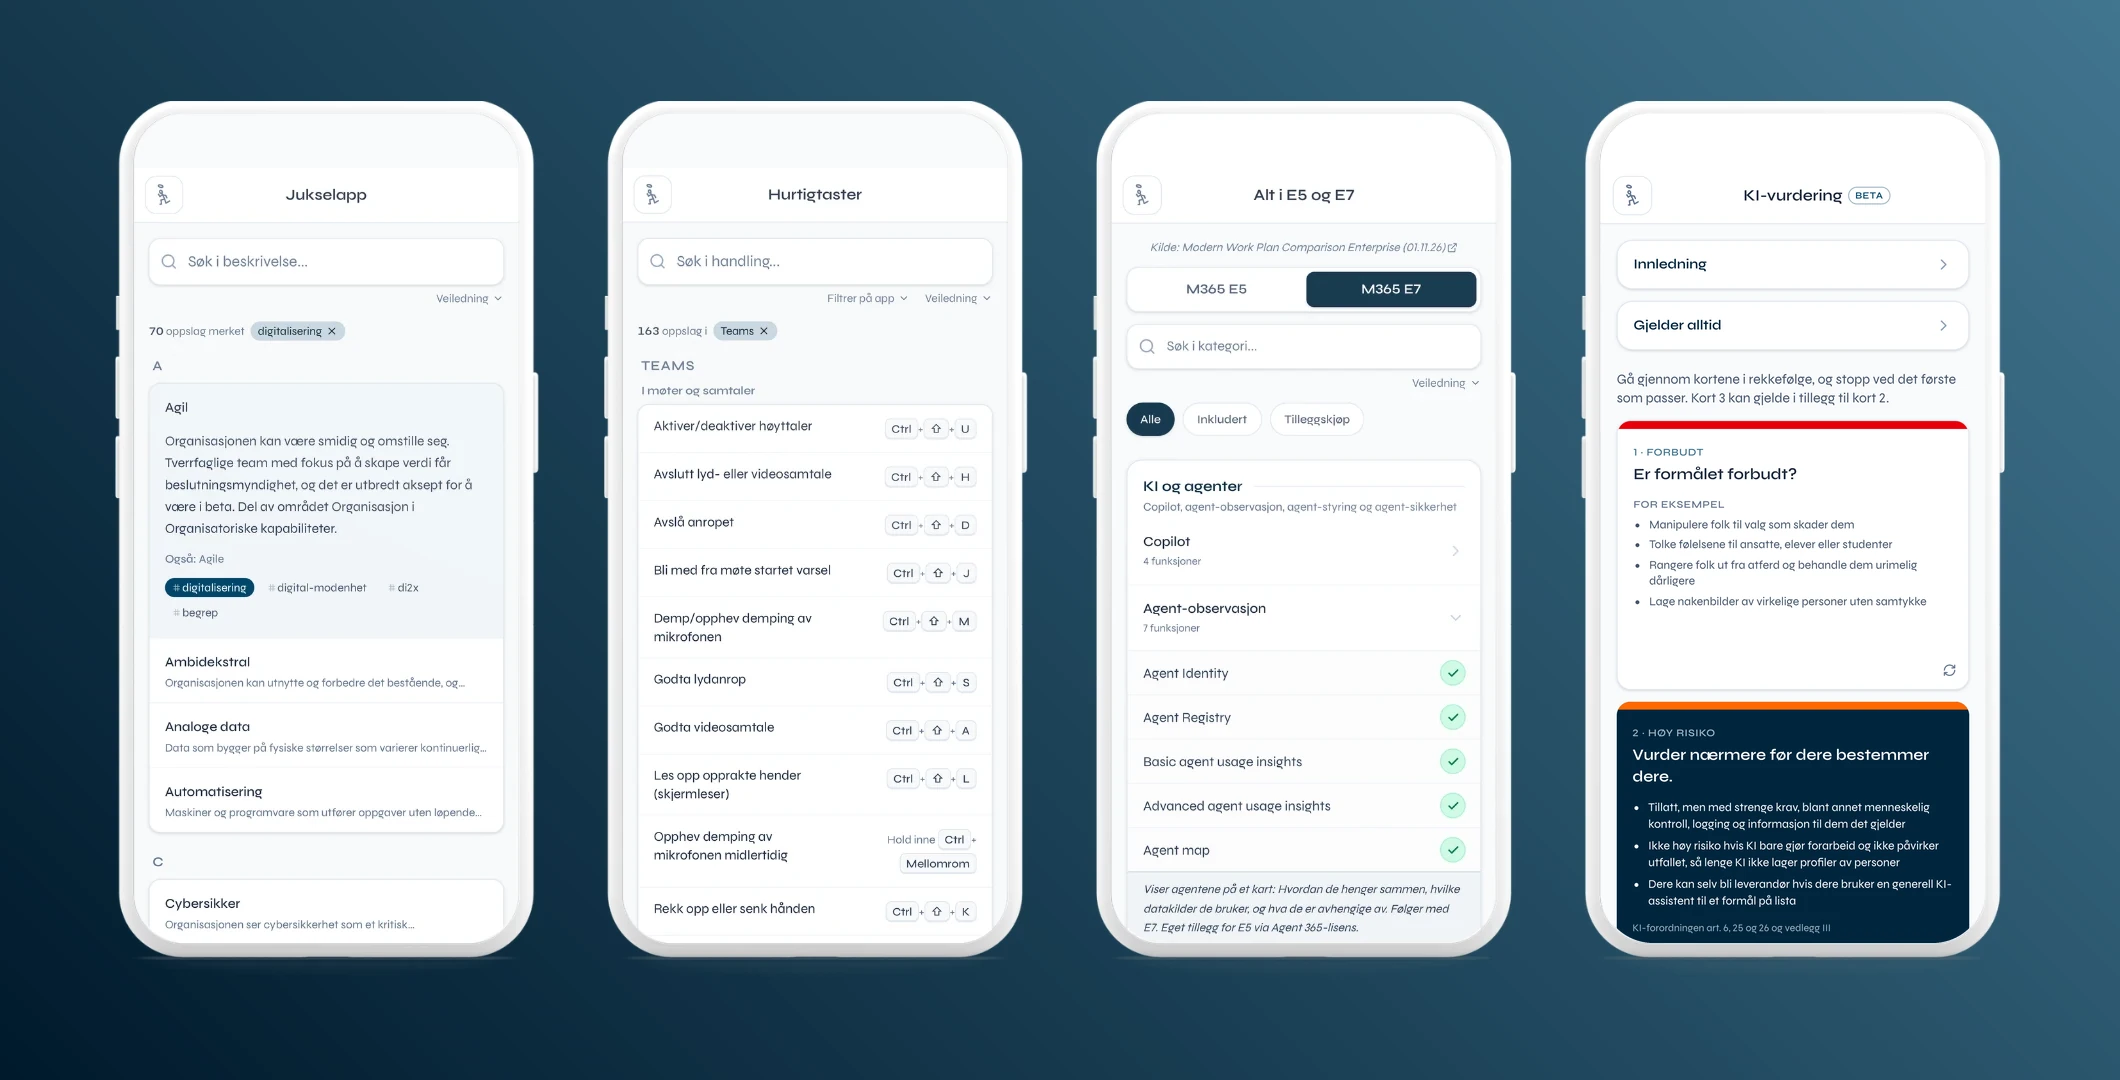 Jukselapp
Søk i beskrivelse...
Veiledning
70 oppslag merket digitalisering ✕
A
Agil
Organisasjonen kan være smidig og omstille seg.
Tverrfaglige team med fokus på å skape verdi får
beslutningsmyndighet, og det er utbredt aksept for å
være i beta. Del av området Organisasjon i
Organisatoriske kapabiliteter.
Også: Agile
# digitalisering # digital-modenhet # di2x
# begrep
Ambidekstral
Organisasjonen kan utnytte og forbedre det bestående, og...
Analoge data
Data som bygger på fysiske størrelser som varierer kontinuerlig...
Automatisering
Maskiner og programvare som utfører oppgaver uten løpende...
C
Cybersikker
Organisasjonen ser cybersikkerhet som et kritisk...
Hurtigtaster
Søk i handling...
Filtrer på app Veiledning
163 oppslag i Teams ✕
TEAMS
I møter og samtaler
Aktiver/deaktiver høyttaler Ctrl + ⇧ + U
Avslutt lyd- eller videosamtale Ctrl + ⇧ + H
Avslå anropet Ctrl + ⇧ + D
Bli med fra møte startet varsel Ctrl + ⇧ + J
Demp/opphev demping av Ctrl + ⇧ + M
mikrofonen
Godta lydanrop Ctrl + ⇧ + S
Godta videosamtale Ctrl + ⇧ + A
Les opp opprakte hender Ctrl + ⇧ + L
(skjermleser)
Opphev demping av Hold inne Ctrl +
mikrofonen midlertidig Mellomrom
Rekk opp eller senk hånden Ctrl + ⇧ + K
Alt i E5 og E7
Kilde: Modern Work Plan Comparison Enterprise (01.11.26)
M365 E5 M365 E7
Søk i kategori...
Veiledning
Alle Inkludert Tilleggskjøp
KI og agenter
Copilot, agent-observasjon, agent-styring og agent-sikkerhet
Copilot
4 funksjoner
Agent-observasjon
7 funksjoner
Agent Identity
Agent Registry
Basic agent usage insights
Advanced agent usage insights
Agent map
Viser agentene på et kart: Hvordan de henger sammen, hvilke
datakilder de bruker, og hva de er avhengige av. Følger med
E7. Eget tillegg for E5 via Agent 365-lisens.
KI-vurdering BETA
Innledning
Gjelder alltid
Gå gjennom kortene i rekkefølge, og stopp ved det første
som passer. Kort 3 kan gjelde i tillegg til kort 2.
1 · FORBUDT
Er formålet forbudt?
FOR EKSEMPEL
• Manipulere folk til valg som skader dem
• Tolke følelsene til ansatte, elever eller studenter
• Rangere folk ut fra atferd og behandle dem urimelig
dårligere
• Lage nakenbilder av virkelige personer uten samtykke
2 · HØY RISIKO
Vurder nærmere før dere bestemmer
dere.
• Tillatt, men med strenge krav, blant annet menneskelig
kontroll, logging og informasjon til dem det gjelder
• Ikke høy risiko hvis KI bare gjør forarbeid og ikke påvirker
utfallet, så lenge KI ikke lager profiler av personer
• Dere kan selv bli leverandør hvis dere bruker en generell KI-
assistent til et formål på lista
KI-forordningen art. 6, 25 og 26 og vedlegg III